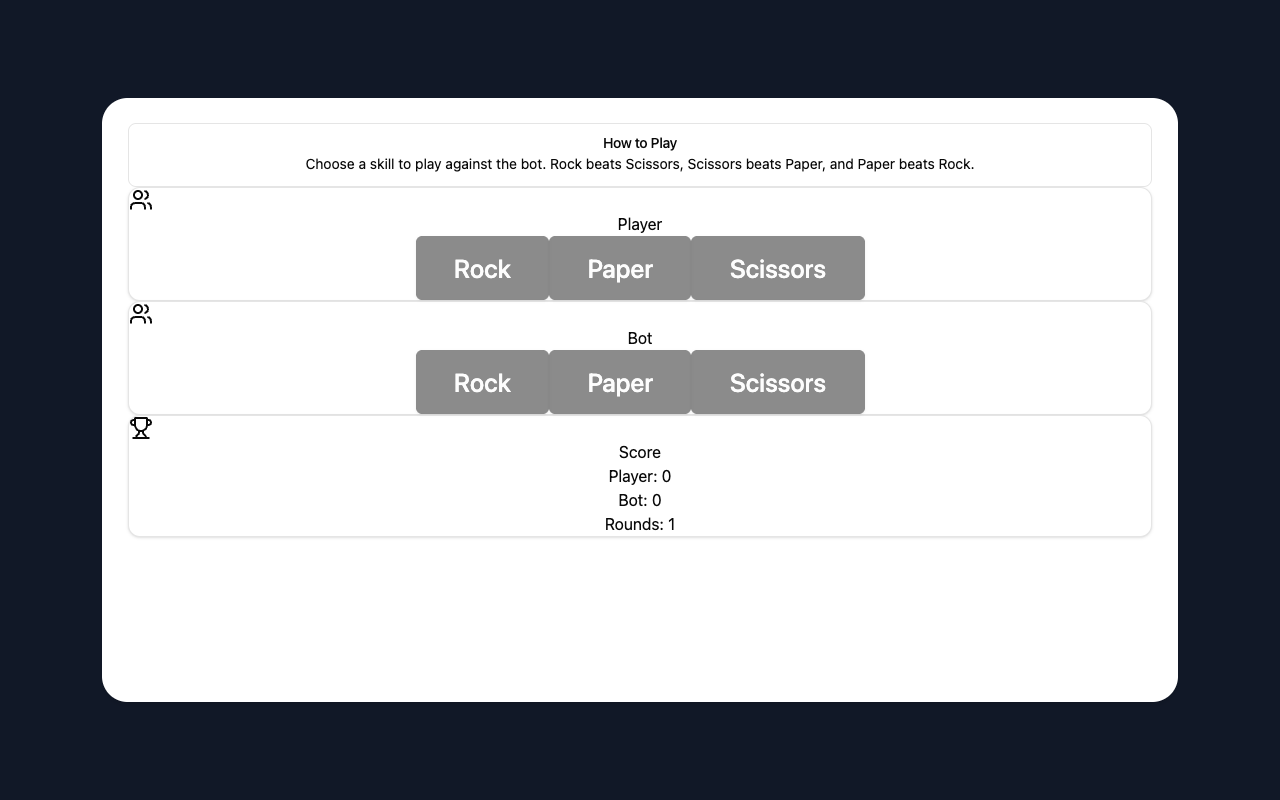 How to Play
Choose a skill to play against the bot. Rock beats Scissors, Scissors beats Paper, and Paper beats Rock.
Player
Rock Paper Scissors
Bot
Rock Paper Scissors
Score
Player: 0
Bot: 0
Rounds: 1